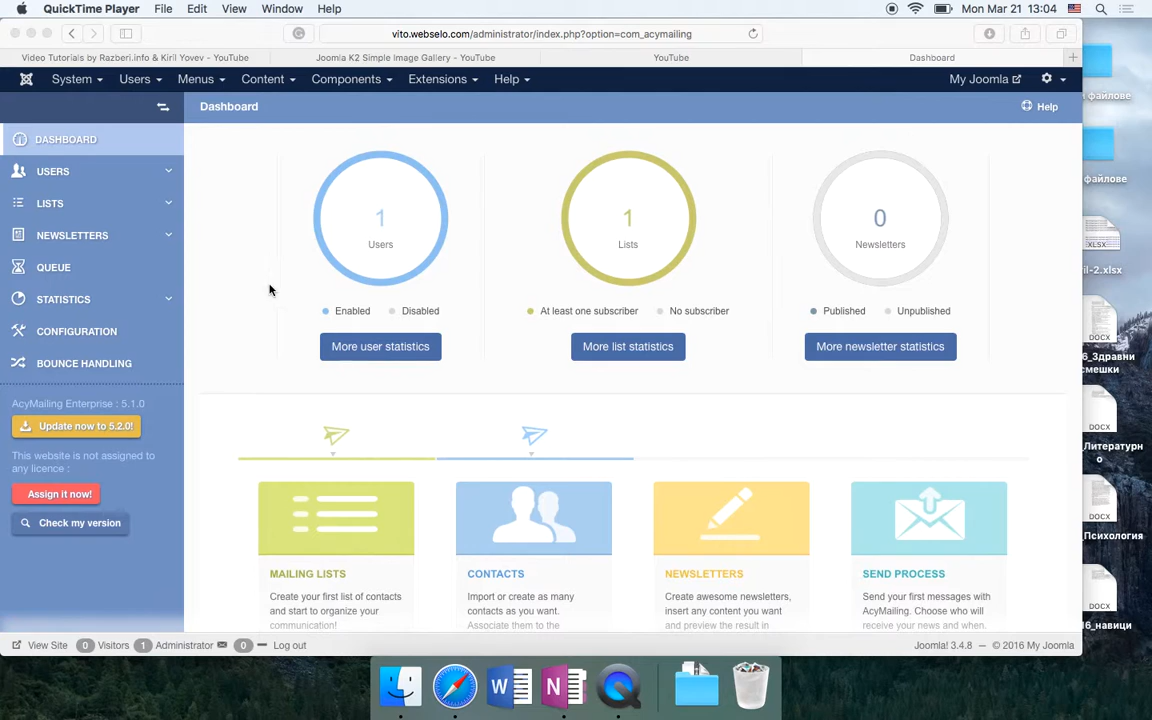 QuickTime Player File Edit View Window Help Mon Mar 21 13:04
vito.webselo.com/administrator/index.php?option=com_acymailing
Video Tutorials by Razberi.info & Kiril Yovev - YouTube Joomla K2 Simple Image Gallery - YouTube YouTube Dashboard
System Users Menus Content Components Extensions Help My Joomla
Dashboard Help
DASHBOARD
USERS
LISTS
NEWSLETTERS
QUEUE
STATISTICS
CONFIGURATION
BOUNCE HANDLING
AcyMailing Enterprise : 5.1.0
Update now to 5.2.0!
This website is not assigned to
any licence :
Assign it now!
Check my version
1
Users
Enabled Disabled
More user statistics
1
Lists
At least one subscriber No subscriber
More list statistics
0
Newsletters
Published Unpublished
More newsletter statistics
MAILING LISTS
Create your first list of contacts
and start to organize your
communication!
CONTACTS
Import or create as many
contacts as you want.
Associate them to the
NEWSLETTERS
Create awesome newsletters,
insert any content you want
and preview the result in
SEND PROCESS
Send your first messages with
AcyMailing. Choose who will
receive your news and when.
View Site 0 Visitors 1 Administrator 0 Log out Joomla! 3.4.8 — © 2016 My Joomla
файлове
файлове
XLSX
il-2.xlsx
6_Здравни
смешки
DOCX
_Литературн
о
DOCX
_Психология
DOCX
16_навици
W N